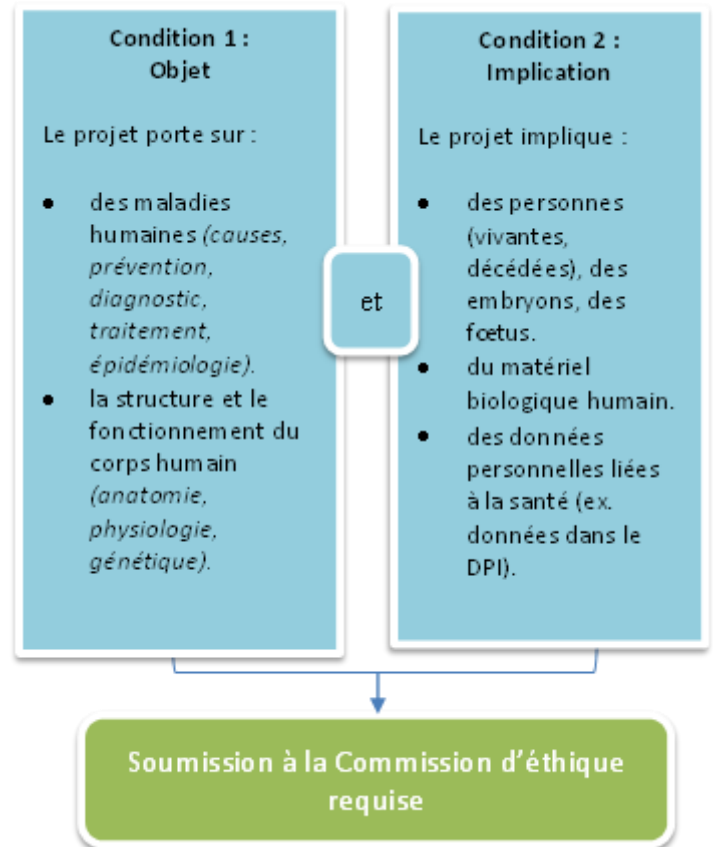 Condition 1 :
Objet
Le projet porte sur :
● des maladies
humaines (causes,
prévention,
diagnostic,
traitement,
épidémiologie).
● la structure et le
fonctionnement du
corps humain
(anatomie,
physiologie,
génétique).
et
Condition 2 :
Implication
Le projet implique :
● des personnes
(vivantes,
décédées), des
embryons, des
fœtus.
● du matériel
biologique humain.
● des données
personnelles liées
à la santé (ex.
données dans le
DPI).
Soumission à la Commission d’éthique
requise